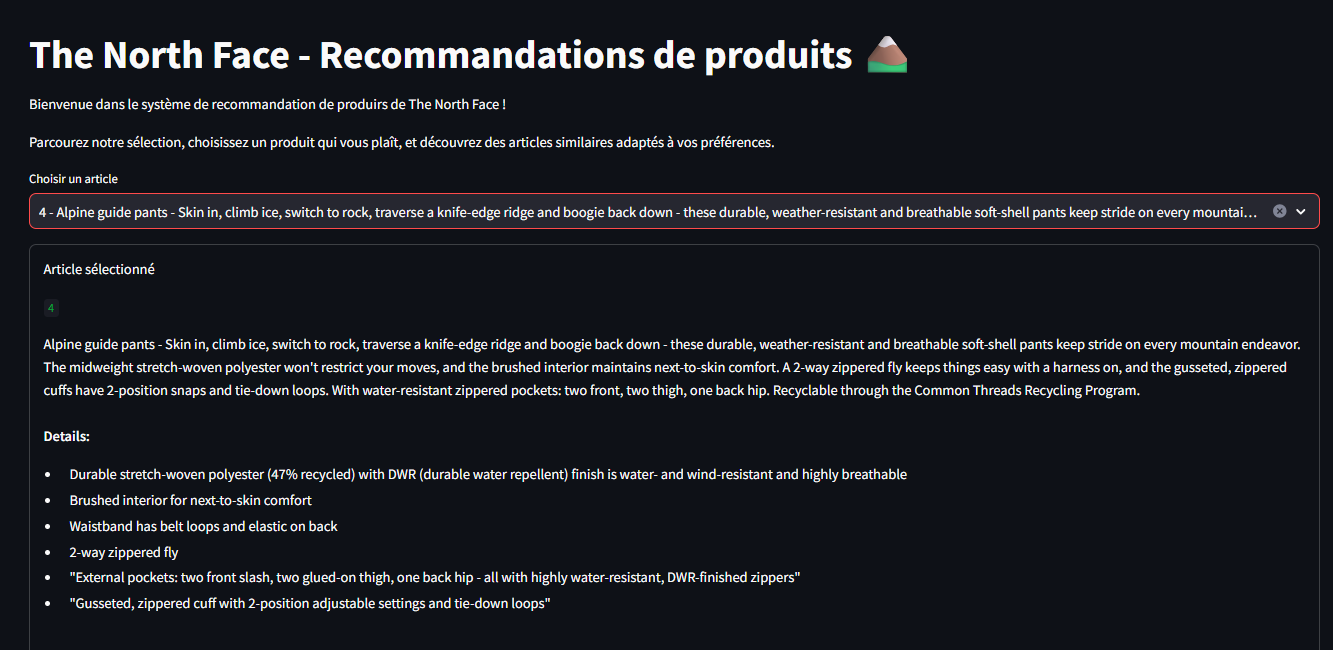 The North Face - Recommandations de produits
Bienvenue dans le système de recommandation de produirs de The North Face !
Parcourez notre sélection, choisissez un produit qui vous plaît, et découvrez des articles similaires adaptés à vos préférences.
Choisir un article
4 - Alpine guide pants - Skin in, climb ice, switch to rock, traverse a knife-edge ridge and boogie back down - these durable, weather-resistant and breathable soft-shell pants keep stride on every mountai...
Article sélectionné
4
Alpine guide pants - Skin in, climb ice, switch to rock, traverse a knife-edge ridge and boogie back down - these durable, weather-resistant and breathable soft-shell pants keep stride on every mountain endeavor.
The midweight stretch-woven polyester won't restrict your moves, and the brushed interior maintains next-to-skin comfort. A 2-way zippered fly keeps things easy with a harness on, and the gusseted, zippered
cuffs have 2-position snaps and tie-down loops. With water-resistant zippered pockets: two front, two thigh, one back hip. Recyclable through the Common Threads Recycling Program.
Details:
• Durable stretch-woven polyester (47% recycled) with DWR (durable water repellent) finish is water- and wind-resistant and highly breathable
• Brushed interior for next-to-skin comfort
• Waistband has belt loops and elastic on back
• 2-way zippered fly
• "External pockets: two front slash, two glued-on thigh, one back hip - all with highly water-resistant, DWR-finished zippers"
• "Gusseted, zippered cuff with 2-position adjustable settings and tie-down loops"